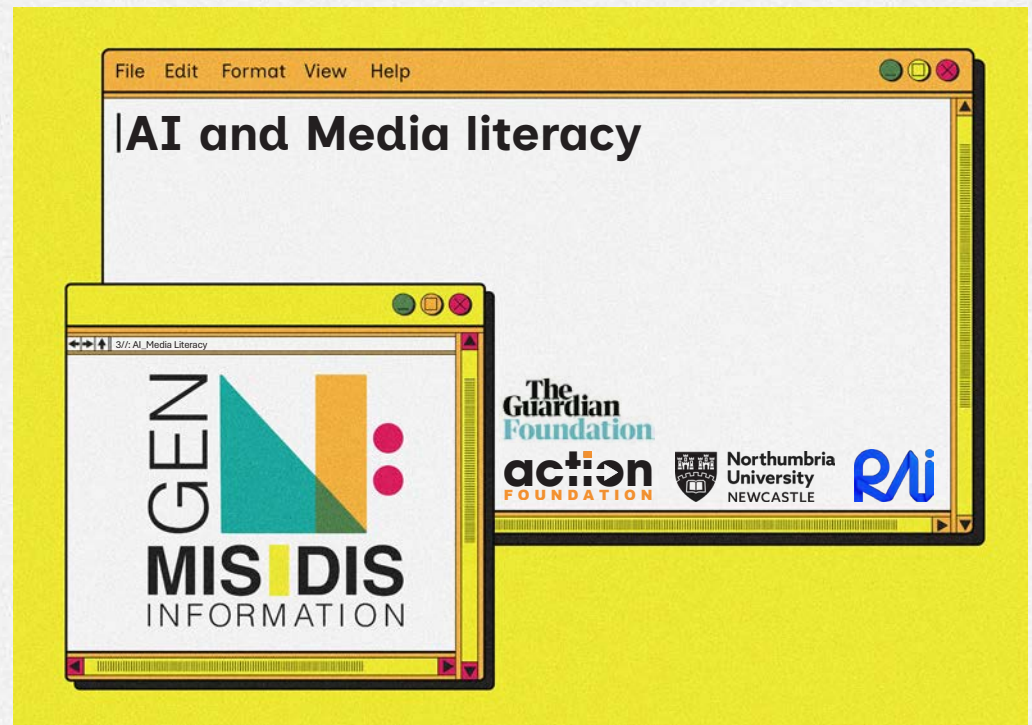 File Edit Format View Help
AI and Media literacy
3//: AI_Media Literacy
GEN
MIS DIS
INFORMATION
The
Guardian
Foundation
action
FOUNDATION
Northumbria
University
NEWCASTLE
RAi